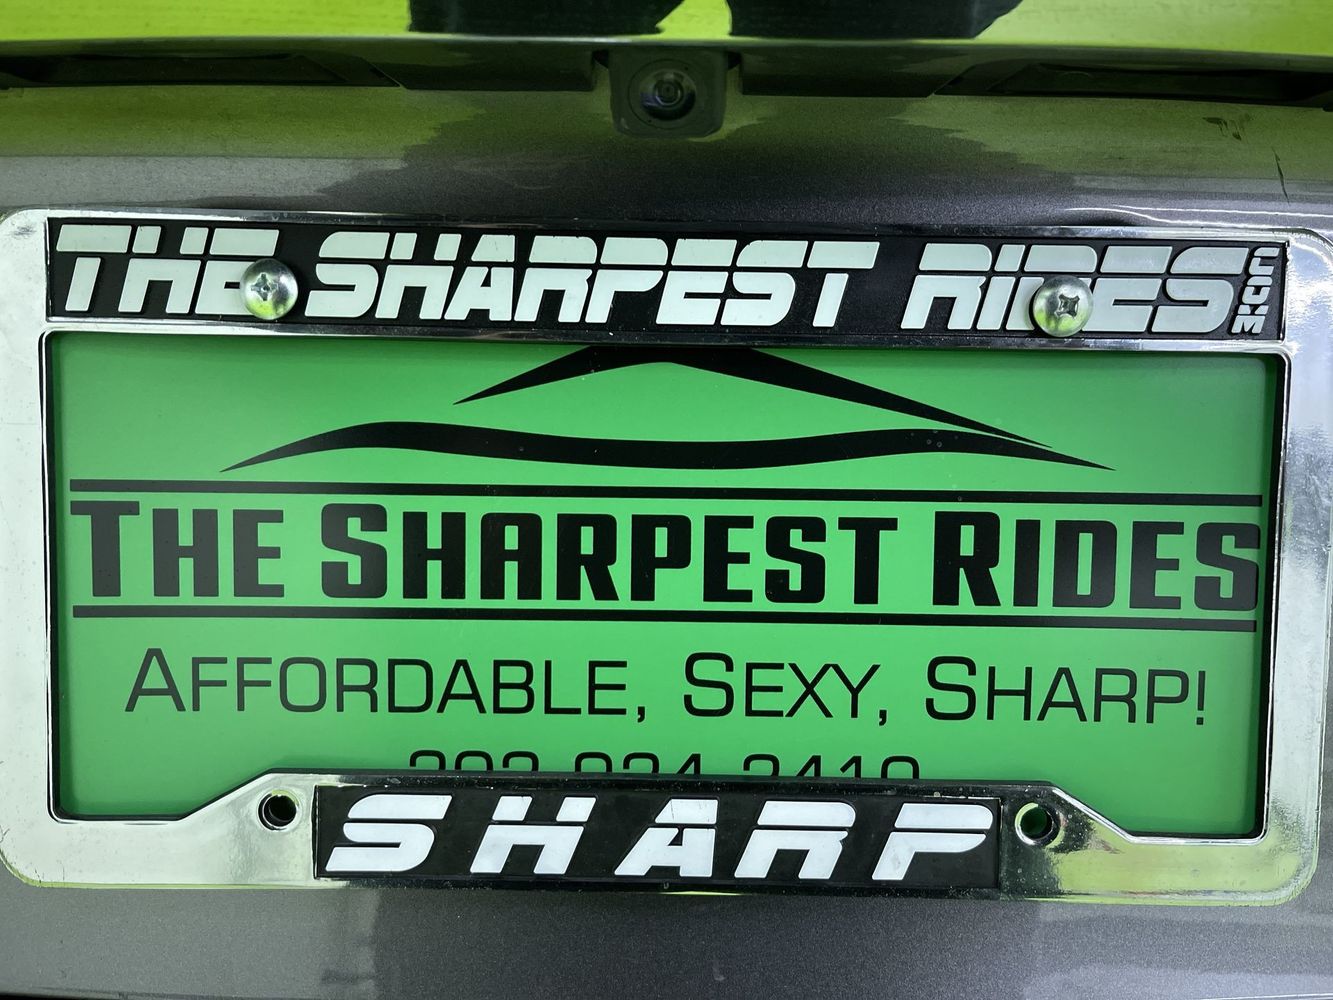 THE SHARPEST RIDES.COM
THE SHARPEST RIDES
AFFORDABLE, SEXY, SHARP!
SHARP